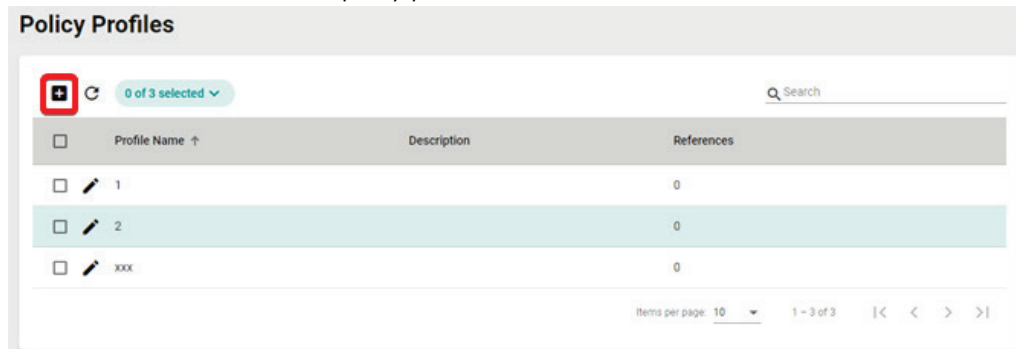 Policy Profiles
0 of 3 selected
Search
Profile Name ↑ Description References
1 0
2 0
xxx 0
Items per page: 10 1 – 3 of 3 |< < > >|